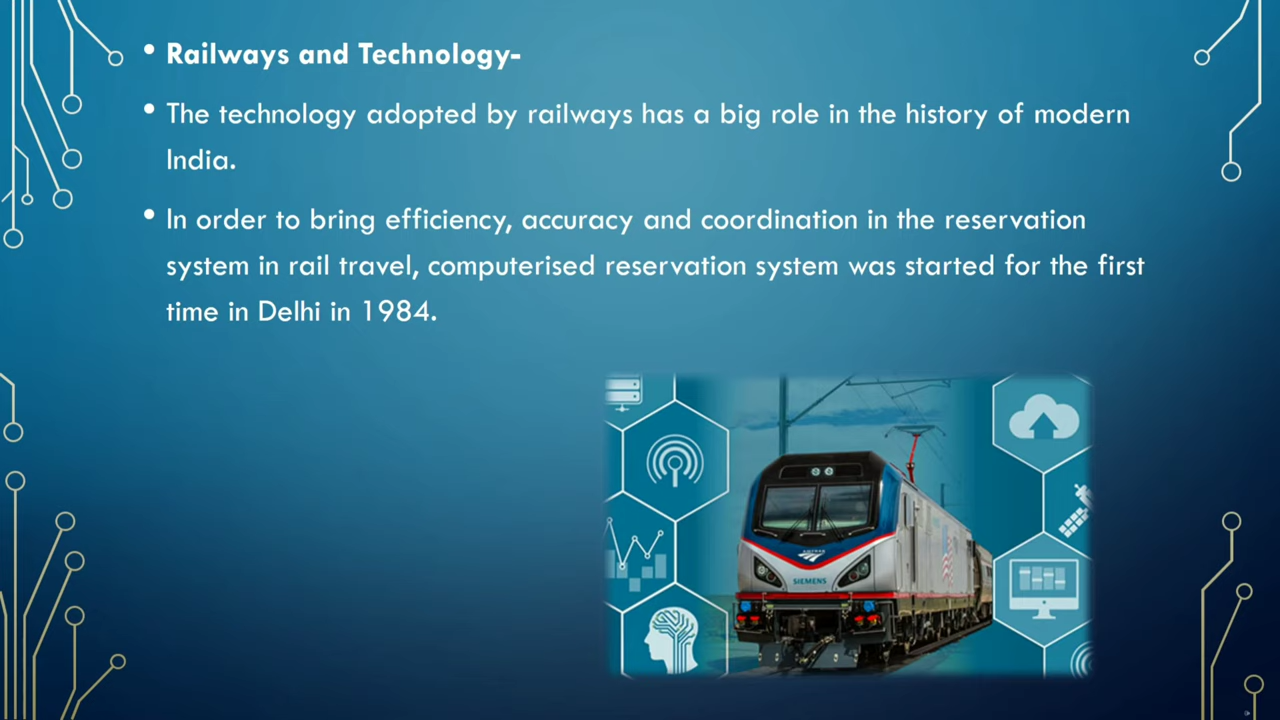 • Railways and Technology-
• The technology adopted by railways has a big role in the history of modern
India.
• In order to bring efficiency, accuracy and coordination in the reservation
system in rail travel, computerised reservation system was started for the first
time in Delhi in 1984.
AMTRAK
SIEMENS